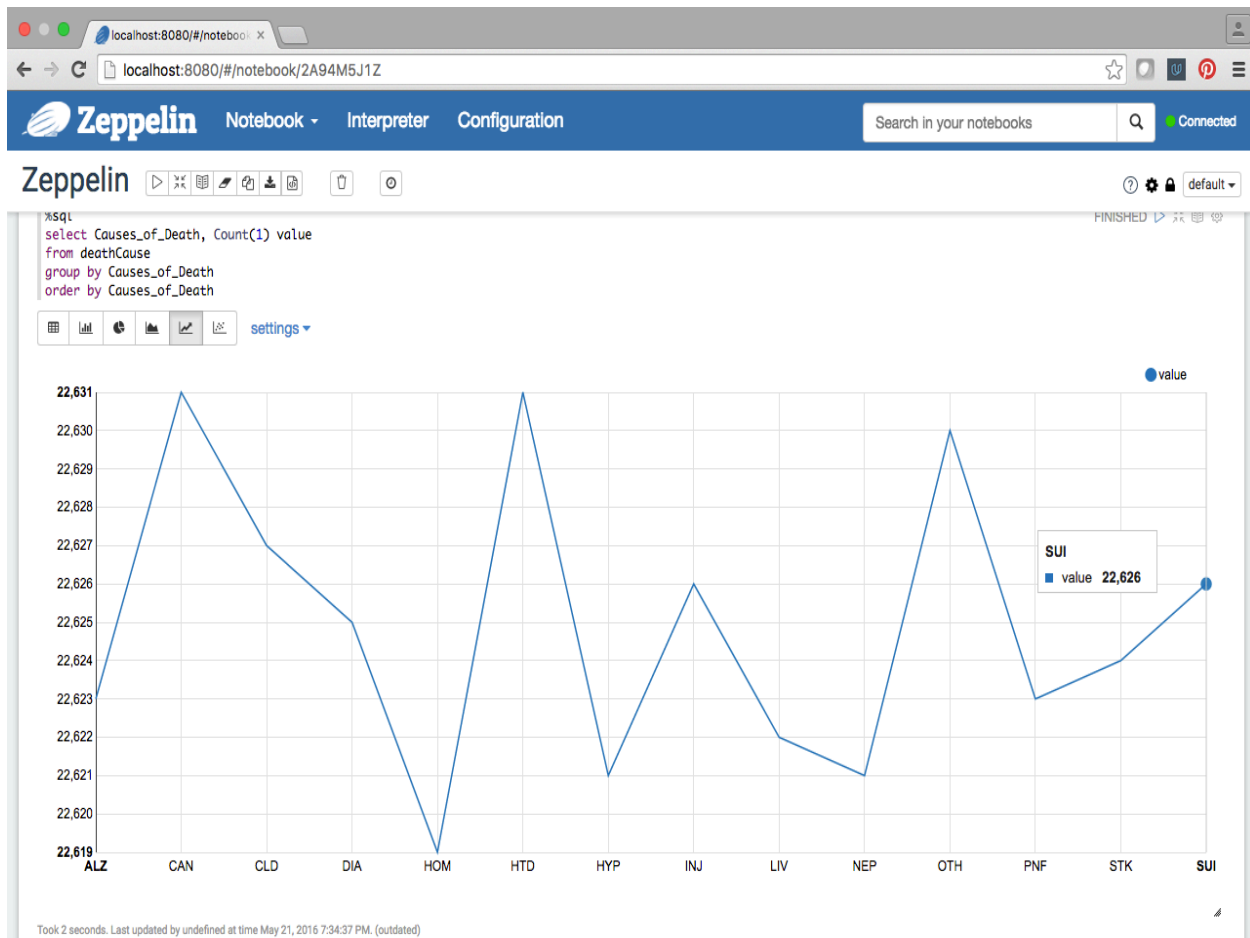 localhost:8080/#/notebook ×
localhost:8080/#/notebook/2A94M5J1Z
Zeppelin Notebook Interpreter Configuration Search in your notebooks Connected
Zeppelin default
%sql FINISHED
select Causes_of_Death, Count(1) value
from deathCause
group by Causes_of_Death
order by Causes_of_Death
settings
value
22,631
22,630
22,629
22,628
22,627
22,626
22,625
22,624
22,623
22,622
22,621
22,620
22,619
SUI
value 22,626
ALZ CAN CLD DIA HOM HTD HYP INJ LIV NEP OTH PNF STK SUI
Took 2 seconds. Last updated by undefined at time May 21, 2016 7:34:37 PM. (outdated)